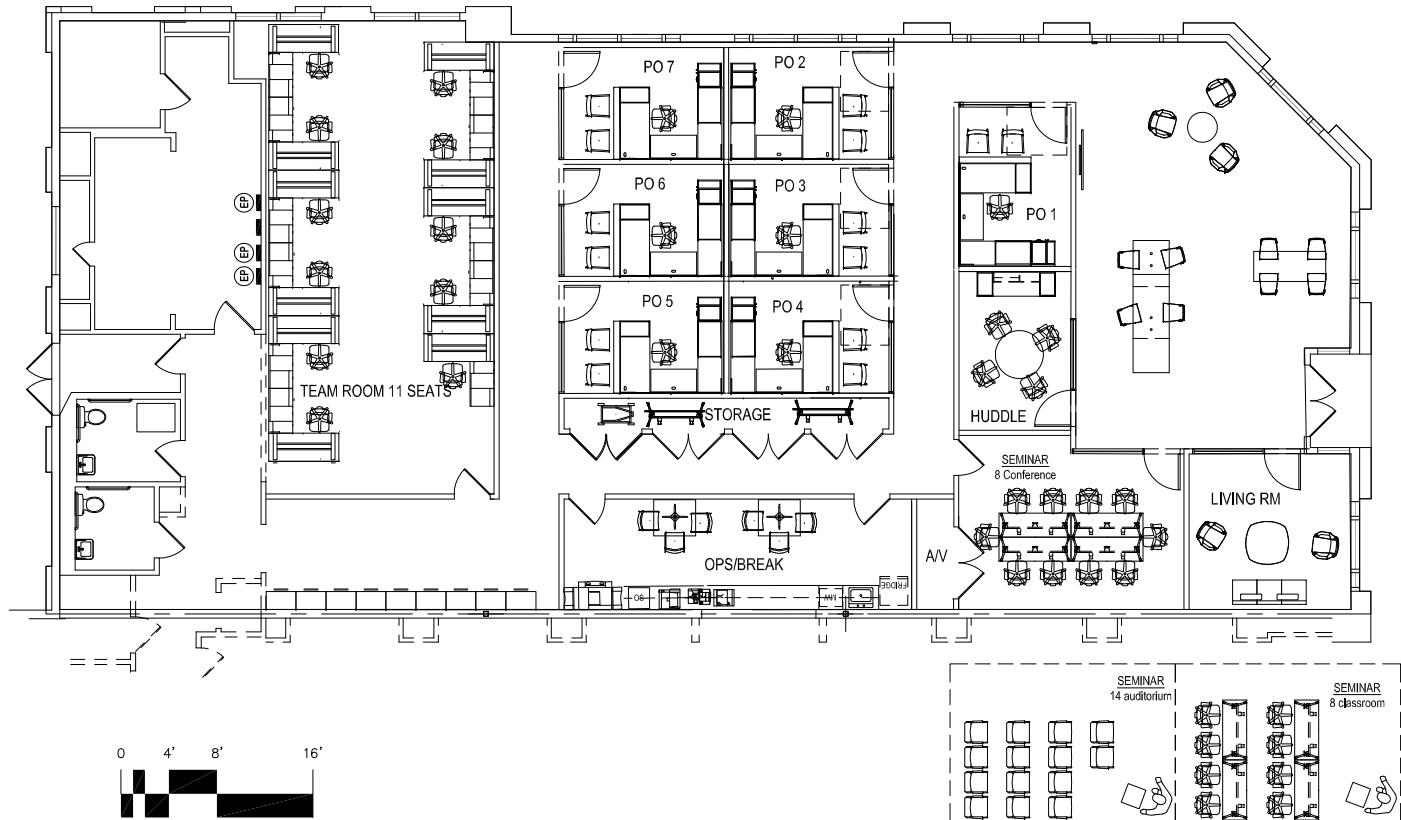 PO 7
PO 2
PO 6
PO 3
PO 1
PO 5
PO 4
EP
EP
EP
TEAM ROOM 11 SEATS
STORAGE
HUDDLE
SEMINAR
8 Conference
LIVING RM
OPS/BREAK
A/V
SO
M/W
FRIDGE
SEMINAR
14 auditorium
SEMINAR
8 classroom
0 4' 8' 16'